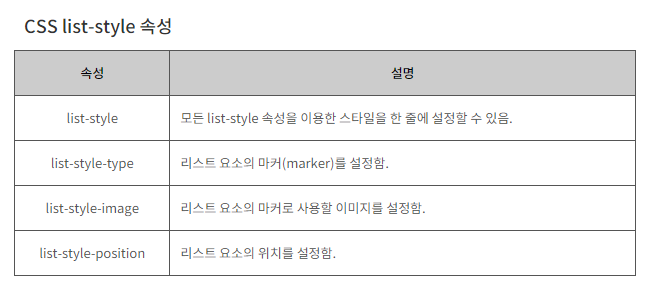 CSS list-style 속성
속성 설명
list-style 모든 list-style 속성을 이용한 스타일을 한 줄에 설정할 수 있음.
list-style-type 리스트 요소의 마커(marker)를 설정함.
list-style-image 리스트 요소의 마커로 사용할 이미지를 설정함.
list-style-position 리스트 요소의 위치를 설정함.